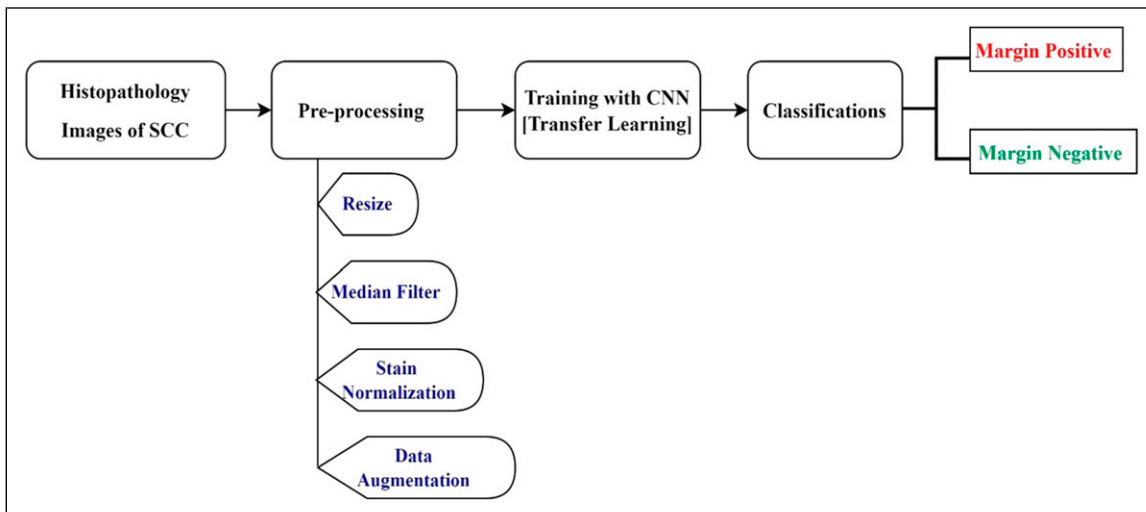 Histopathology
Images of SCC
Pre-processing
Training with CNN
[Transfer Learning]
Classifications
Margin Positive
Margin Negative
Resize
Median Filter
Stain
Normalization
Data
Augmentation